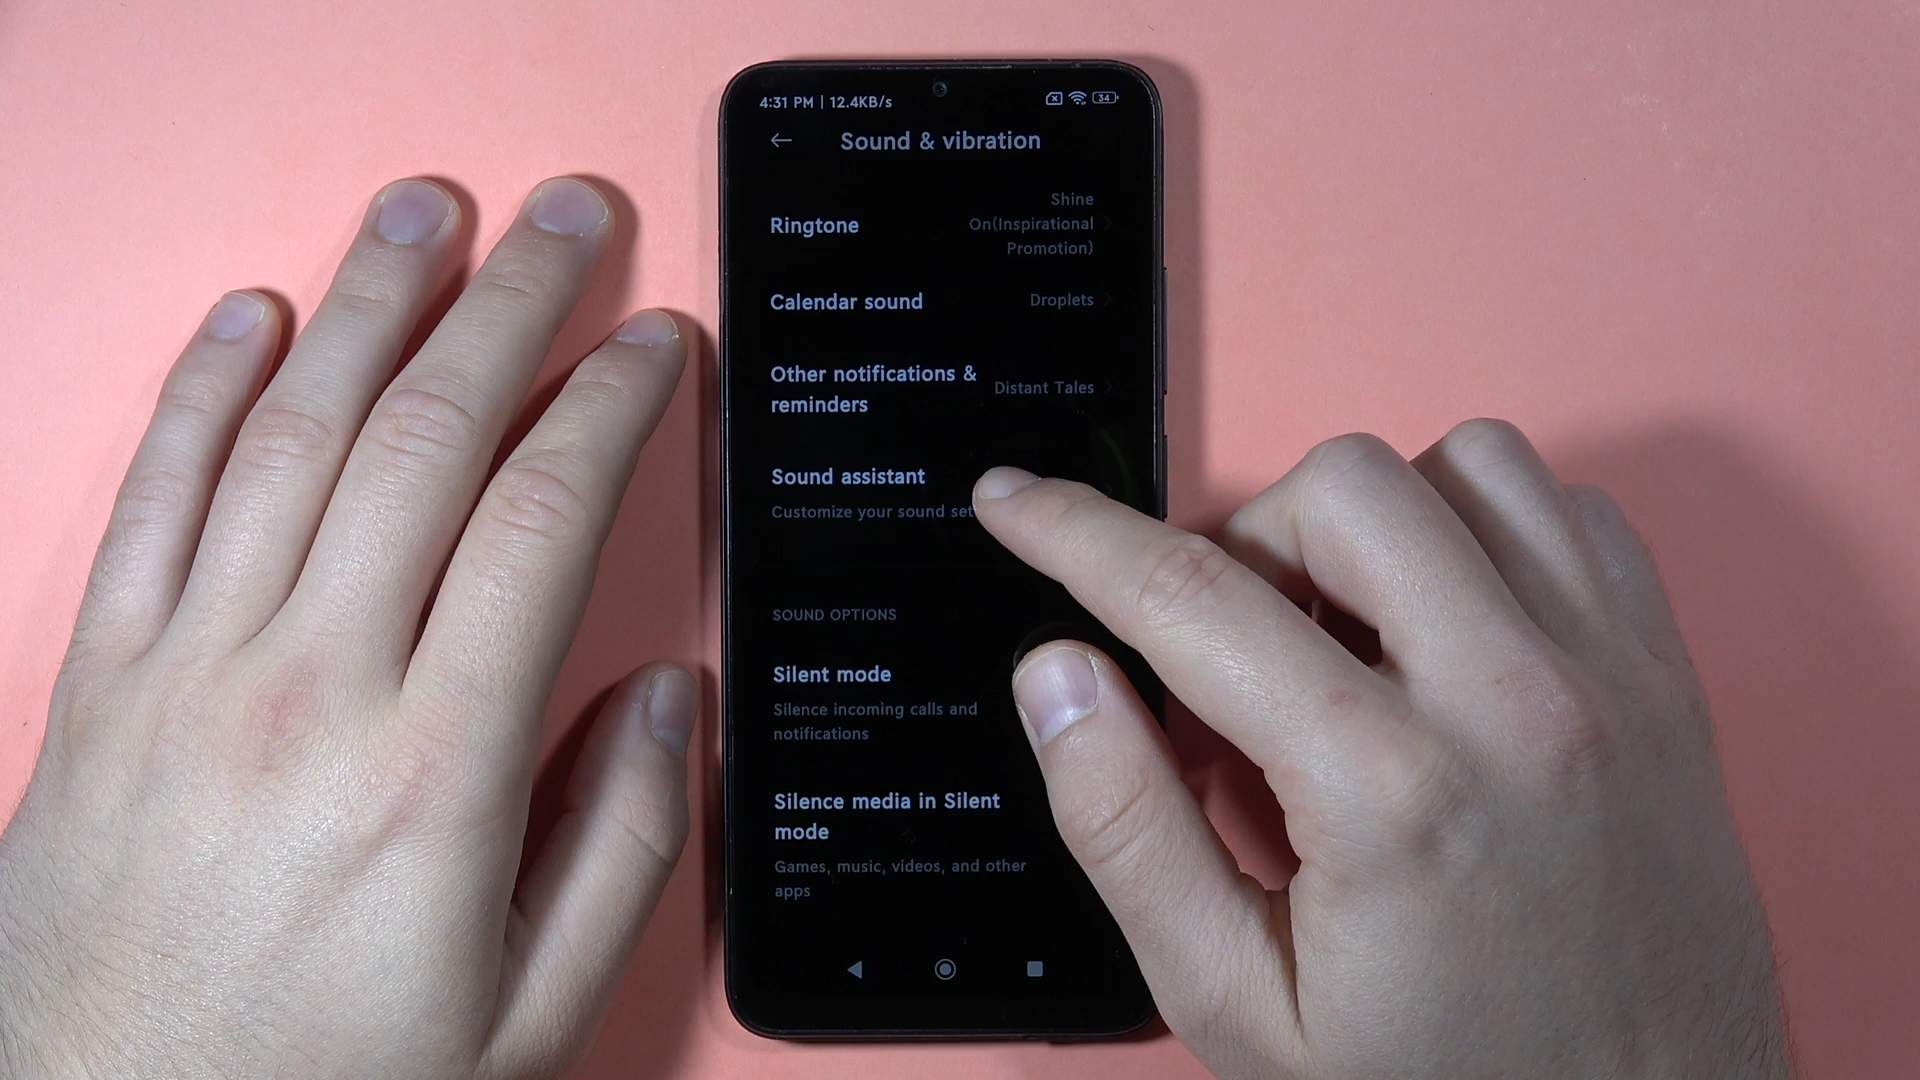 4:31 PM | 12.4KB/s
34
Sound & vibration
Ringtone
Shine
On(Inspirational
Promotion)
Calendar sound
Droplets
Other notifications &
reminders
Distant Tales
Sound assistant
Customize your sound
SOUND OPTIONS
Silent mode
Silence incoming calls and
notifications
Silence media in Silent
mode
Games, music, videos, and other
apps